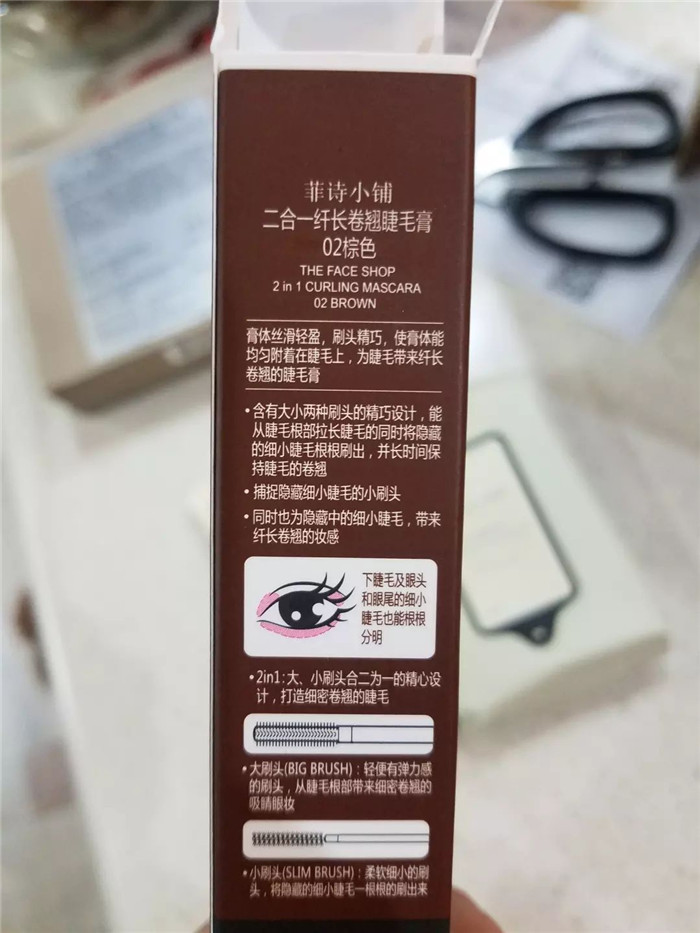 菲诗小铺
二合一纤长卷翘睫毛膏
02棕色
THE FACE SHOP
2 in 1 CURLING MASCARA
02 BROWN
膏体丝滑轻盈，刷头精巧，使膏体能
均匀附着在睫毛上，为睫毛带来纤长
卷翘的睫毛膏
•含有大小两种刷头的精巧设计，能
从睫毛根部拉长睫毛的同时将隐藏
的细小睫毛根根刷出，并长时间保
持睫毛的卷翘
•捕捉隐藏细小睫毛的小刷头
•同时也为隐藏中的细小睫毛，带来
纤长卷翘的妆感
下睫毛及眼头
和眼尾的细小
睫毛也能根根
分明
•2in1:大、小刷头合二为一的精心设
计，打造细密卷翘的睫毛
•大刷头(BIG BRUSH)：轻便有弹力感
的刷头，从睫毛根部带来细密卷翘的
吸睛眼妆
•小刷头(SLIM BRUSH)：柔软细小的刷
头，将隐藏的细小睫毛一根根的刷出来